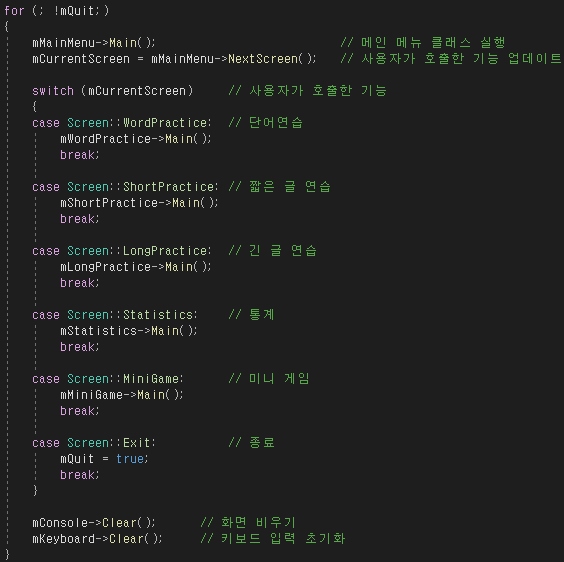 for (; !mQuit;)
{
mMainMenu->Main(); // 메인 메뉴 클래스 실행
mCurrentScreen = mMainMenu->NextScreen(); // 사용자가 호출한 기능 업데이트
switch (mCurrentScreen) // 사용자가 호출한 기능
{
case Screen::WordPractice: // 단어연습
mWordPractice->Main();
break;
case Screen::ShortPractice: // 짧은 글 연습
mShortPractice->Main();
break;
case Screen::LongPractice: // 긴 글 연습
mLongPractice->Main();
break;
case Screen::Statistics: // 통계
mStatistics->Main();
break;
case Screen::MiniGame: // 미니 게임
mMiniGame->Main();
break;
case Screen::Exit: // 종료
mQuit = true;
break;
}
mConsole->Clear(); // 화면 비우기
mKeyboard->Clear(); // 키보드 입력 초기화
}